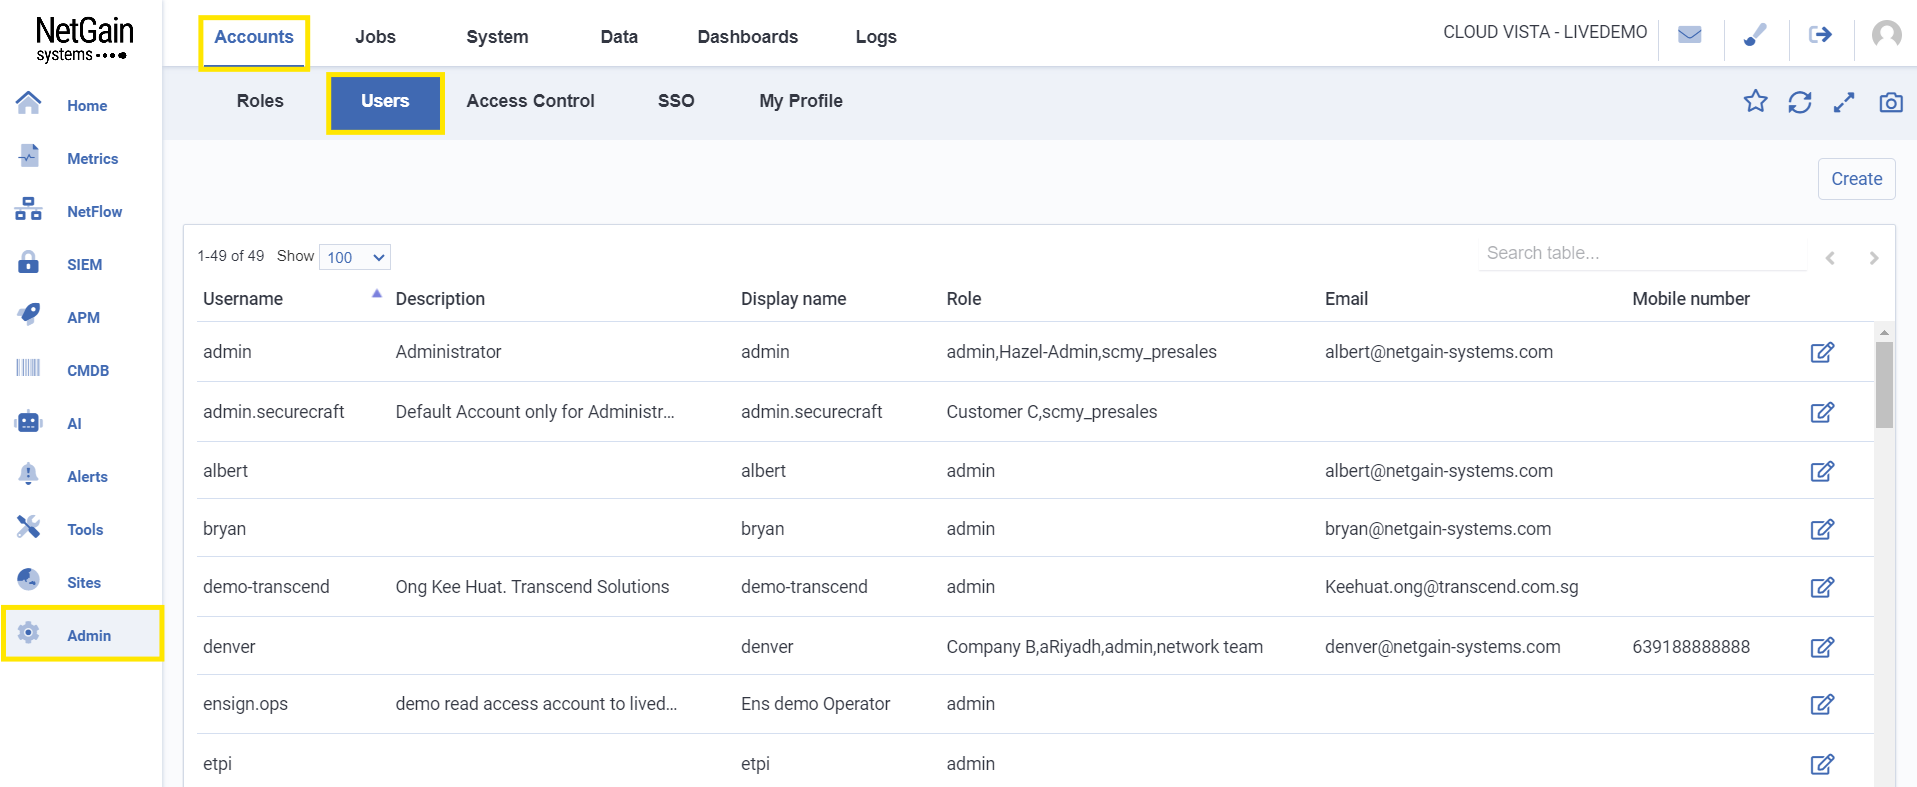 NetGain
systems
Accounts Jobs System Data Dashboards Logs CLOUD VISTA - LIVEDEMO
Roles Users Access Control SSO My Profile
Home
Metrics
NetFlow
SIEM
APM
CMDB
AI
Alerts
Tools
Sites
Admin
Create
1-49 of 49 Show 100 Search table...
Username Description Display name Role Email Mobile number
admin Administrator admin admin,Hazel-Admin,scmy_presales albert@netgain-systems.com
admin.securecraft Default Account only for Administr... admin.securecraft Customer C,scmy_presales
albert albert admin albert@netgain-systems.com
bryan bryan admin bryan@netgain-systems.com
demo-transcend Ong Kee Huat. Transcend Solutions demo-transcend admin Keehuat.ong@transcend.com.sg
denver denver Company B,aRiyadh,admin,network team denver@netgain-systems.com 639188888888
ensign.ops demo read access account to lived... Ens demo Operator admin
etpi etpi admin